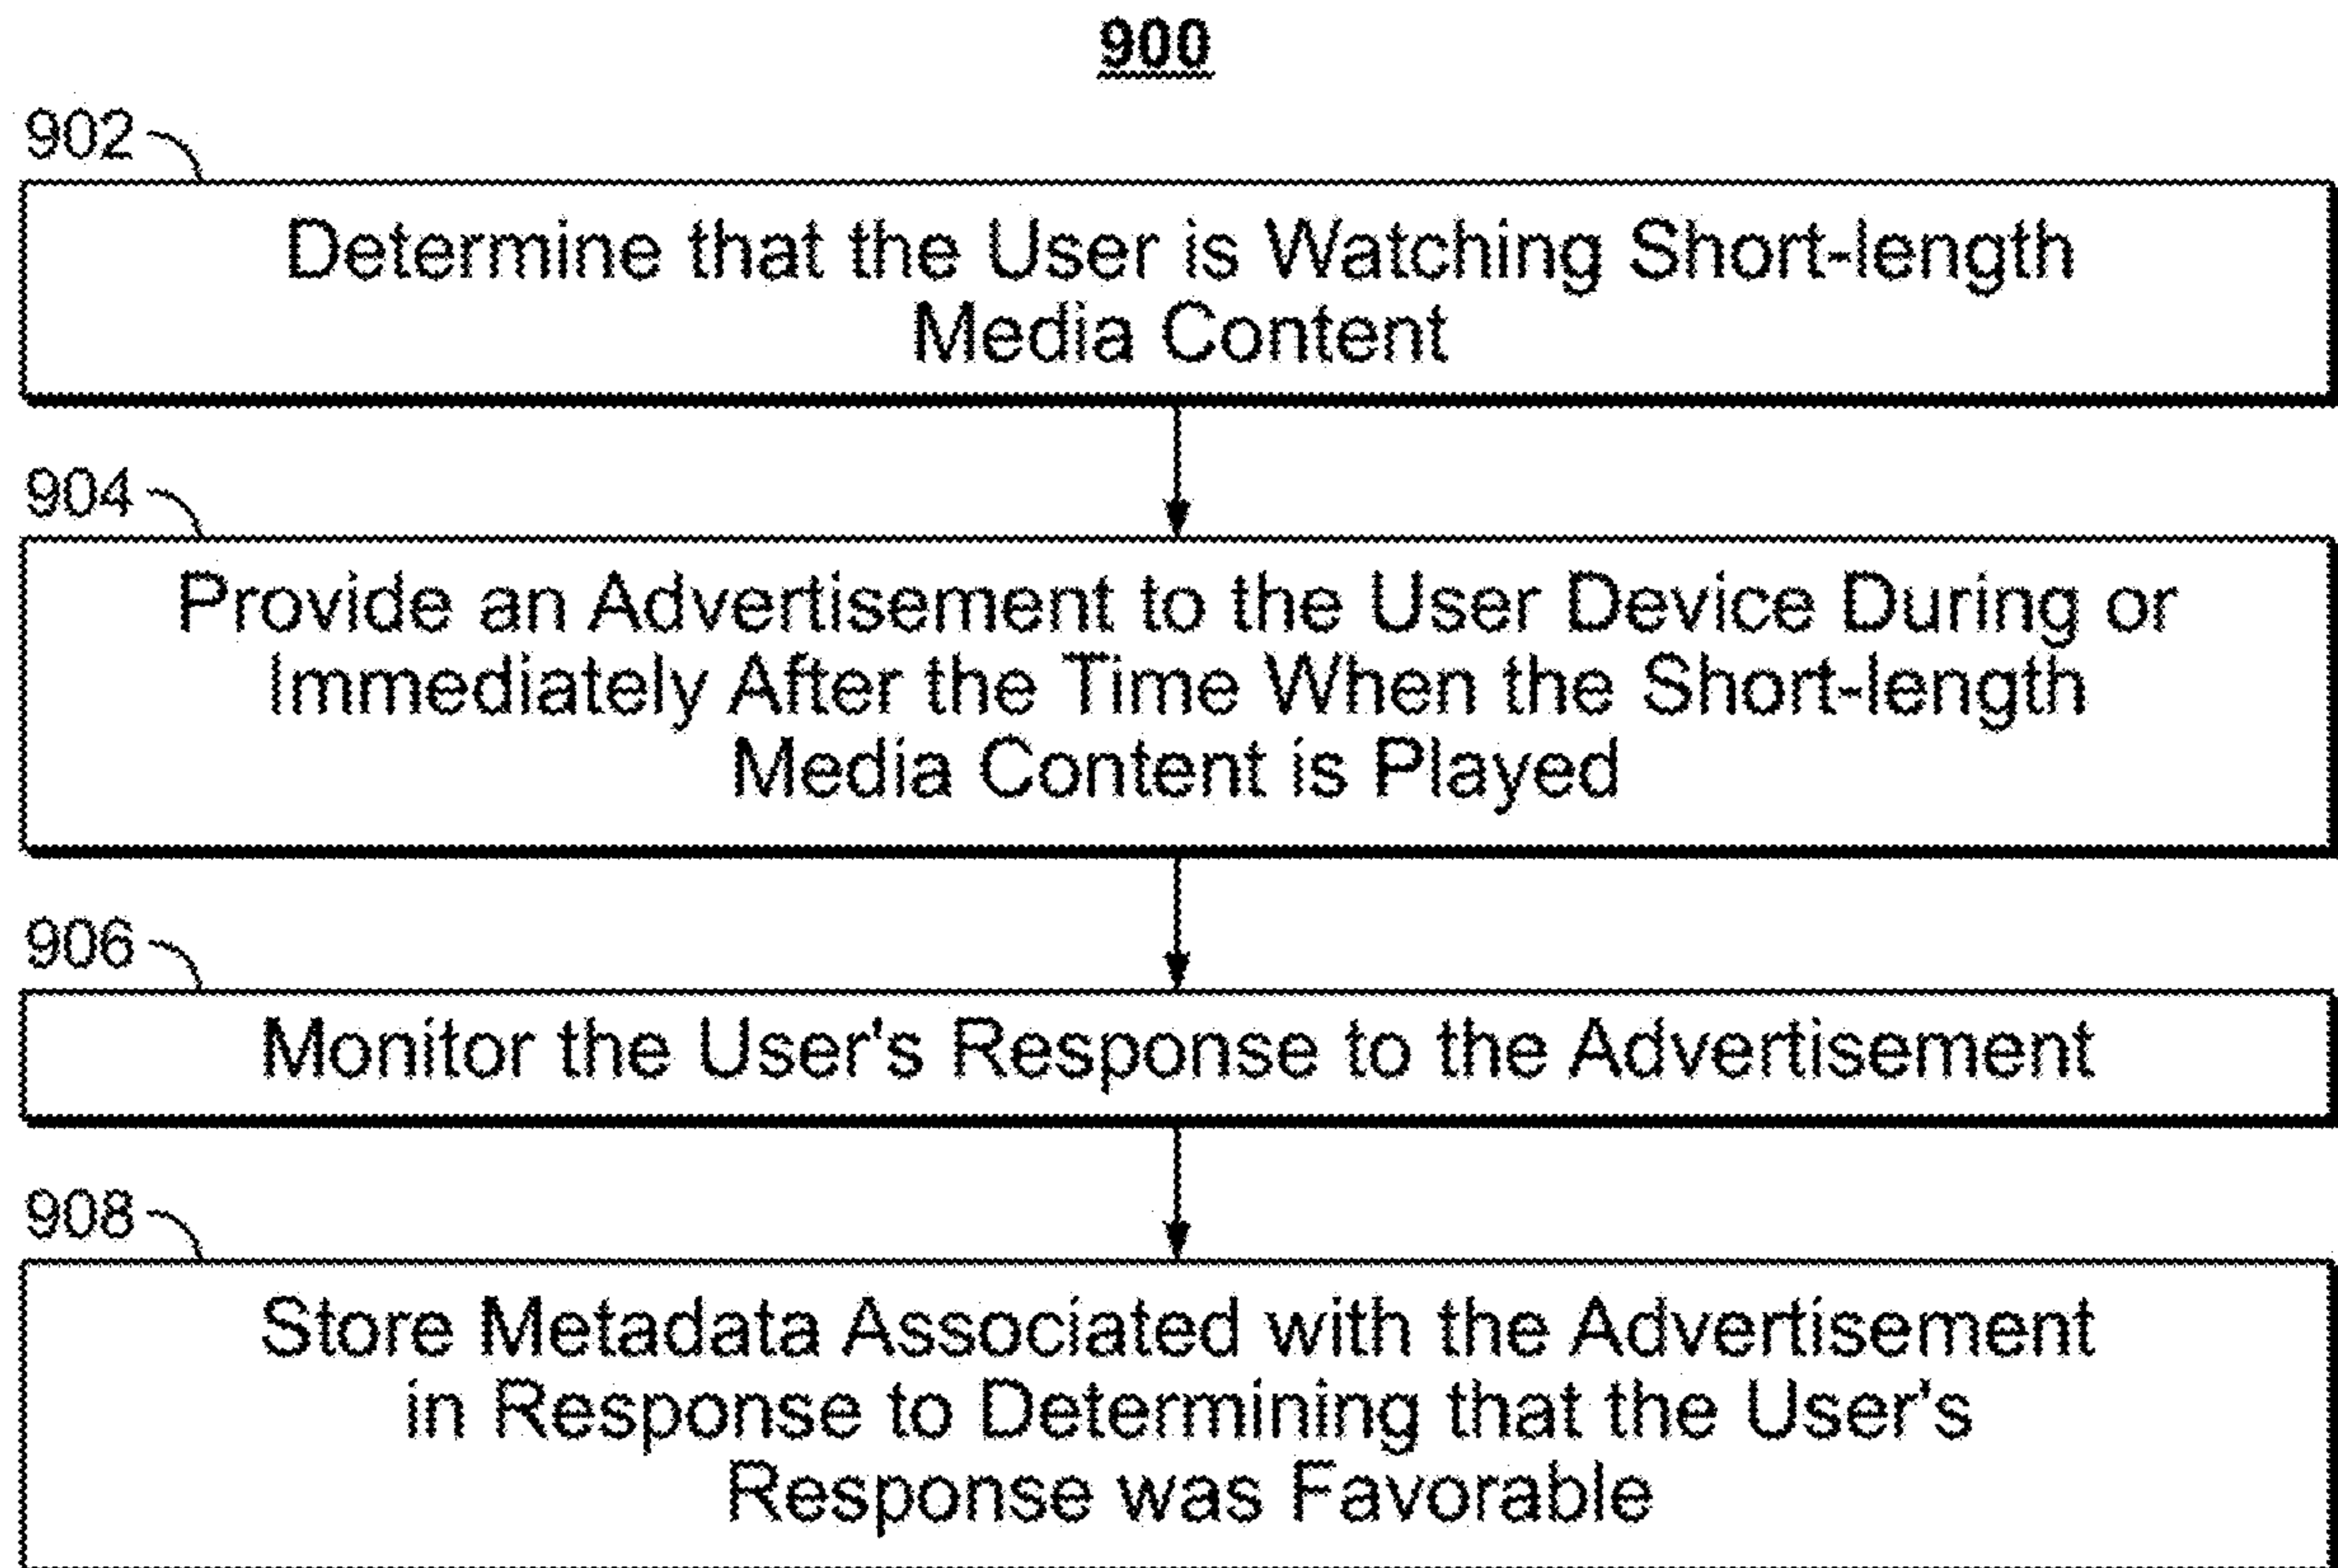 900
902
Determine that the User is Watching Short-length
Media Content
904
Provide an Advertisement to the User Device During or
Immediately After the Time When the Short-length
Media Content is Played
906
Monitor the User's Response to the Advertisement
908
Store Metadata Associated with the Advertisement
in Response to Determining that the User's
Response was Favorable